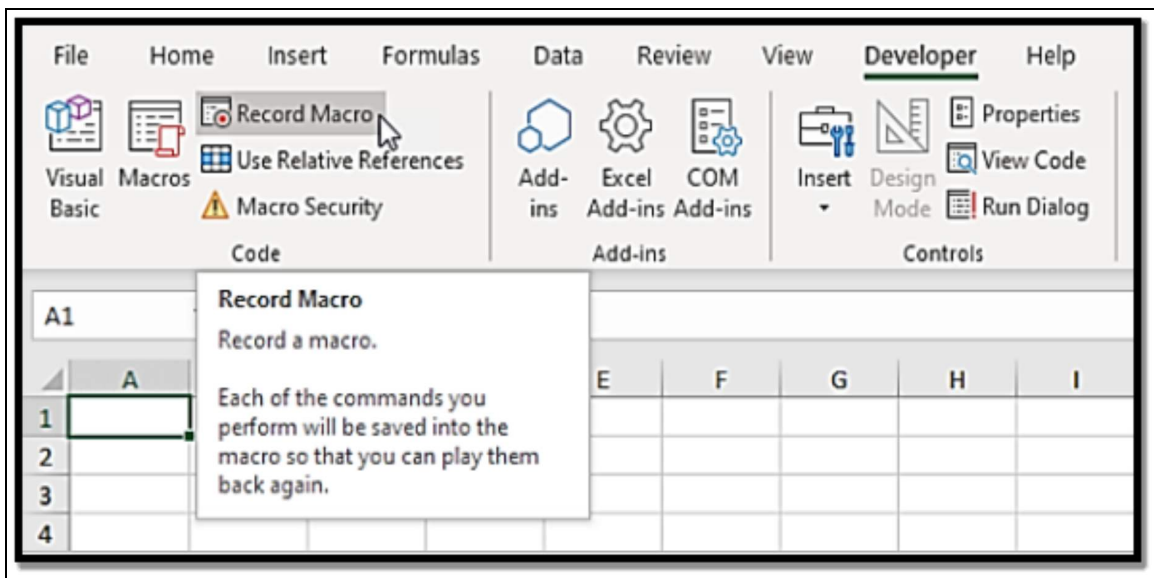 File Home Insert Formulas Data Review View Developer Help
Record Macro
Use Relative References
Macro Security
Visual Basic
Macros
Code
Add-ins
Excel Add-ins
COM Add-ins
Add-ins
Insert
Design Mode
Properties
View Code
Run Dialog
Controls
A1
Record Macro
Record a macro.
Each of the commands you
perform will be saved into the
macro so that you can play them
back again.
A E F G H I
1
2
3
4